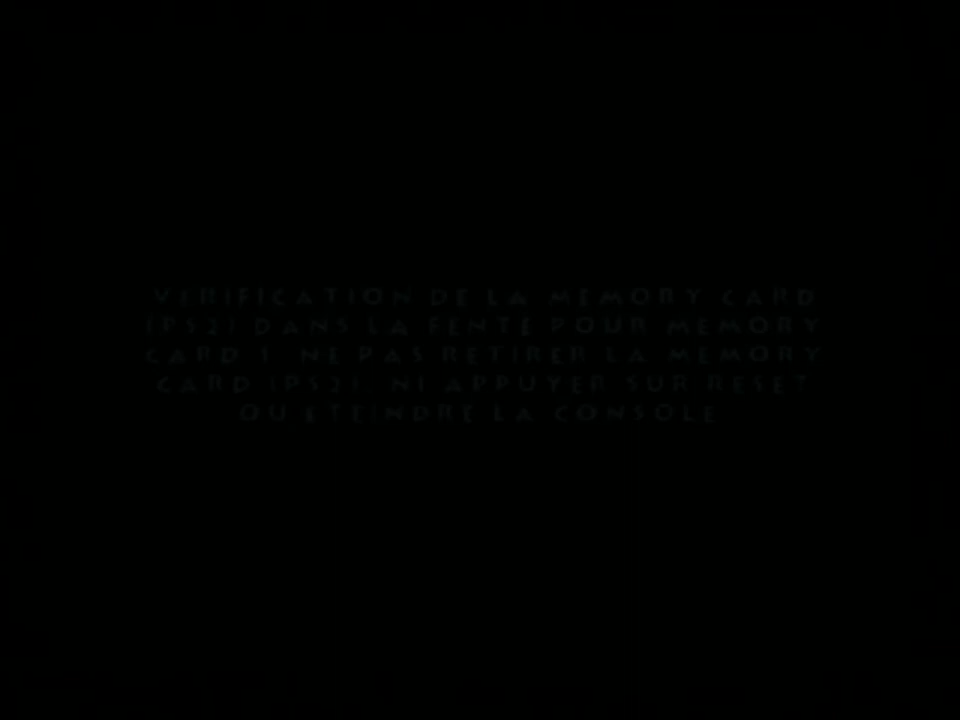 VERIFICATION DE LA MEMORY CARD
(PS2) DANS LA FENTE POUR MEMORY
CARD 1. NE PAS RETIRER LA MEMORY
CARD (PS2), NI APPUYER SUR RESET
OU ETEINDRE LA CONSOLE